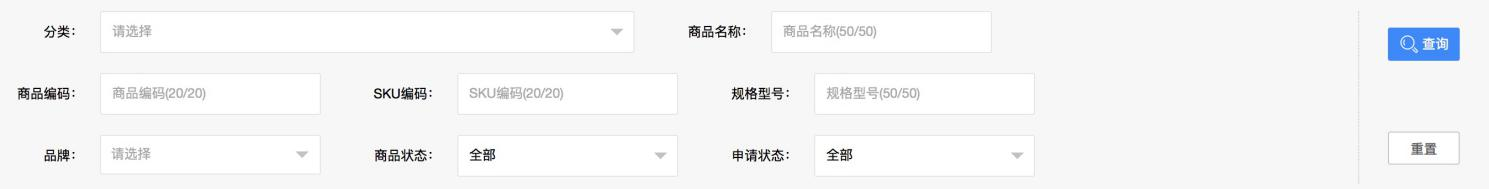 分类： 请选择 商品名称： 商品名称(50/50) 查询
商品编码： 商品编码(20/20) SKU编码： SKU编码(20/20) 规格型号： 规格型号(50/50)
品牌： 请选择 商品状态： 全部 申请状态： 全部 重置